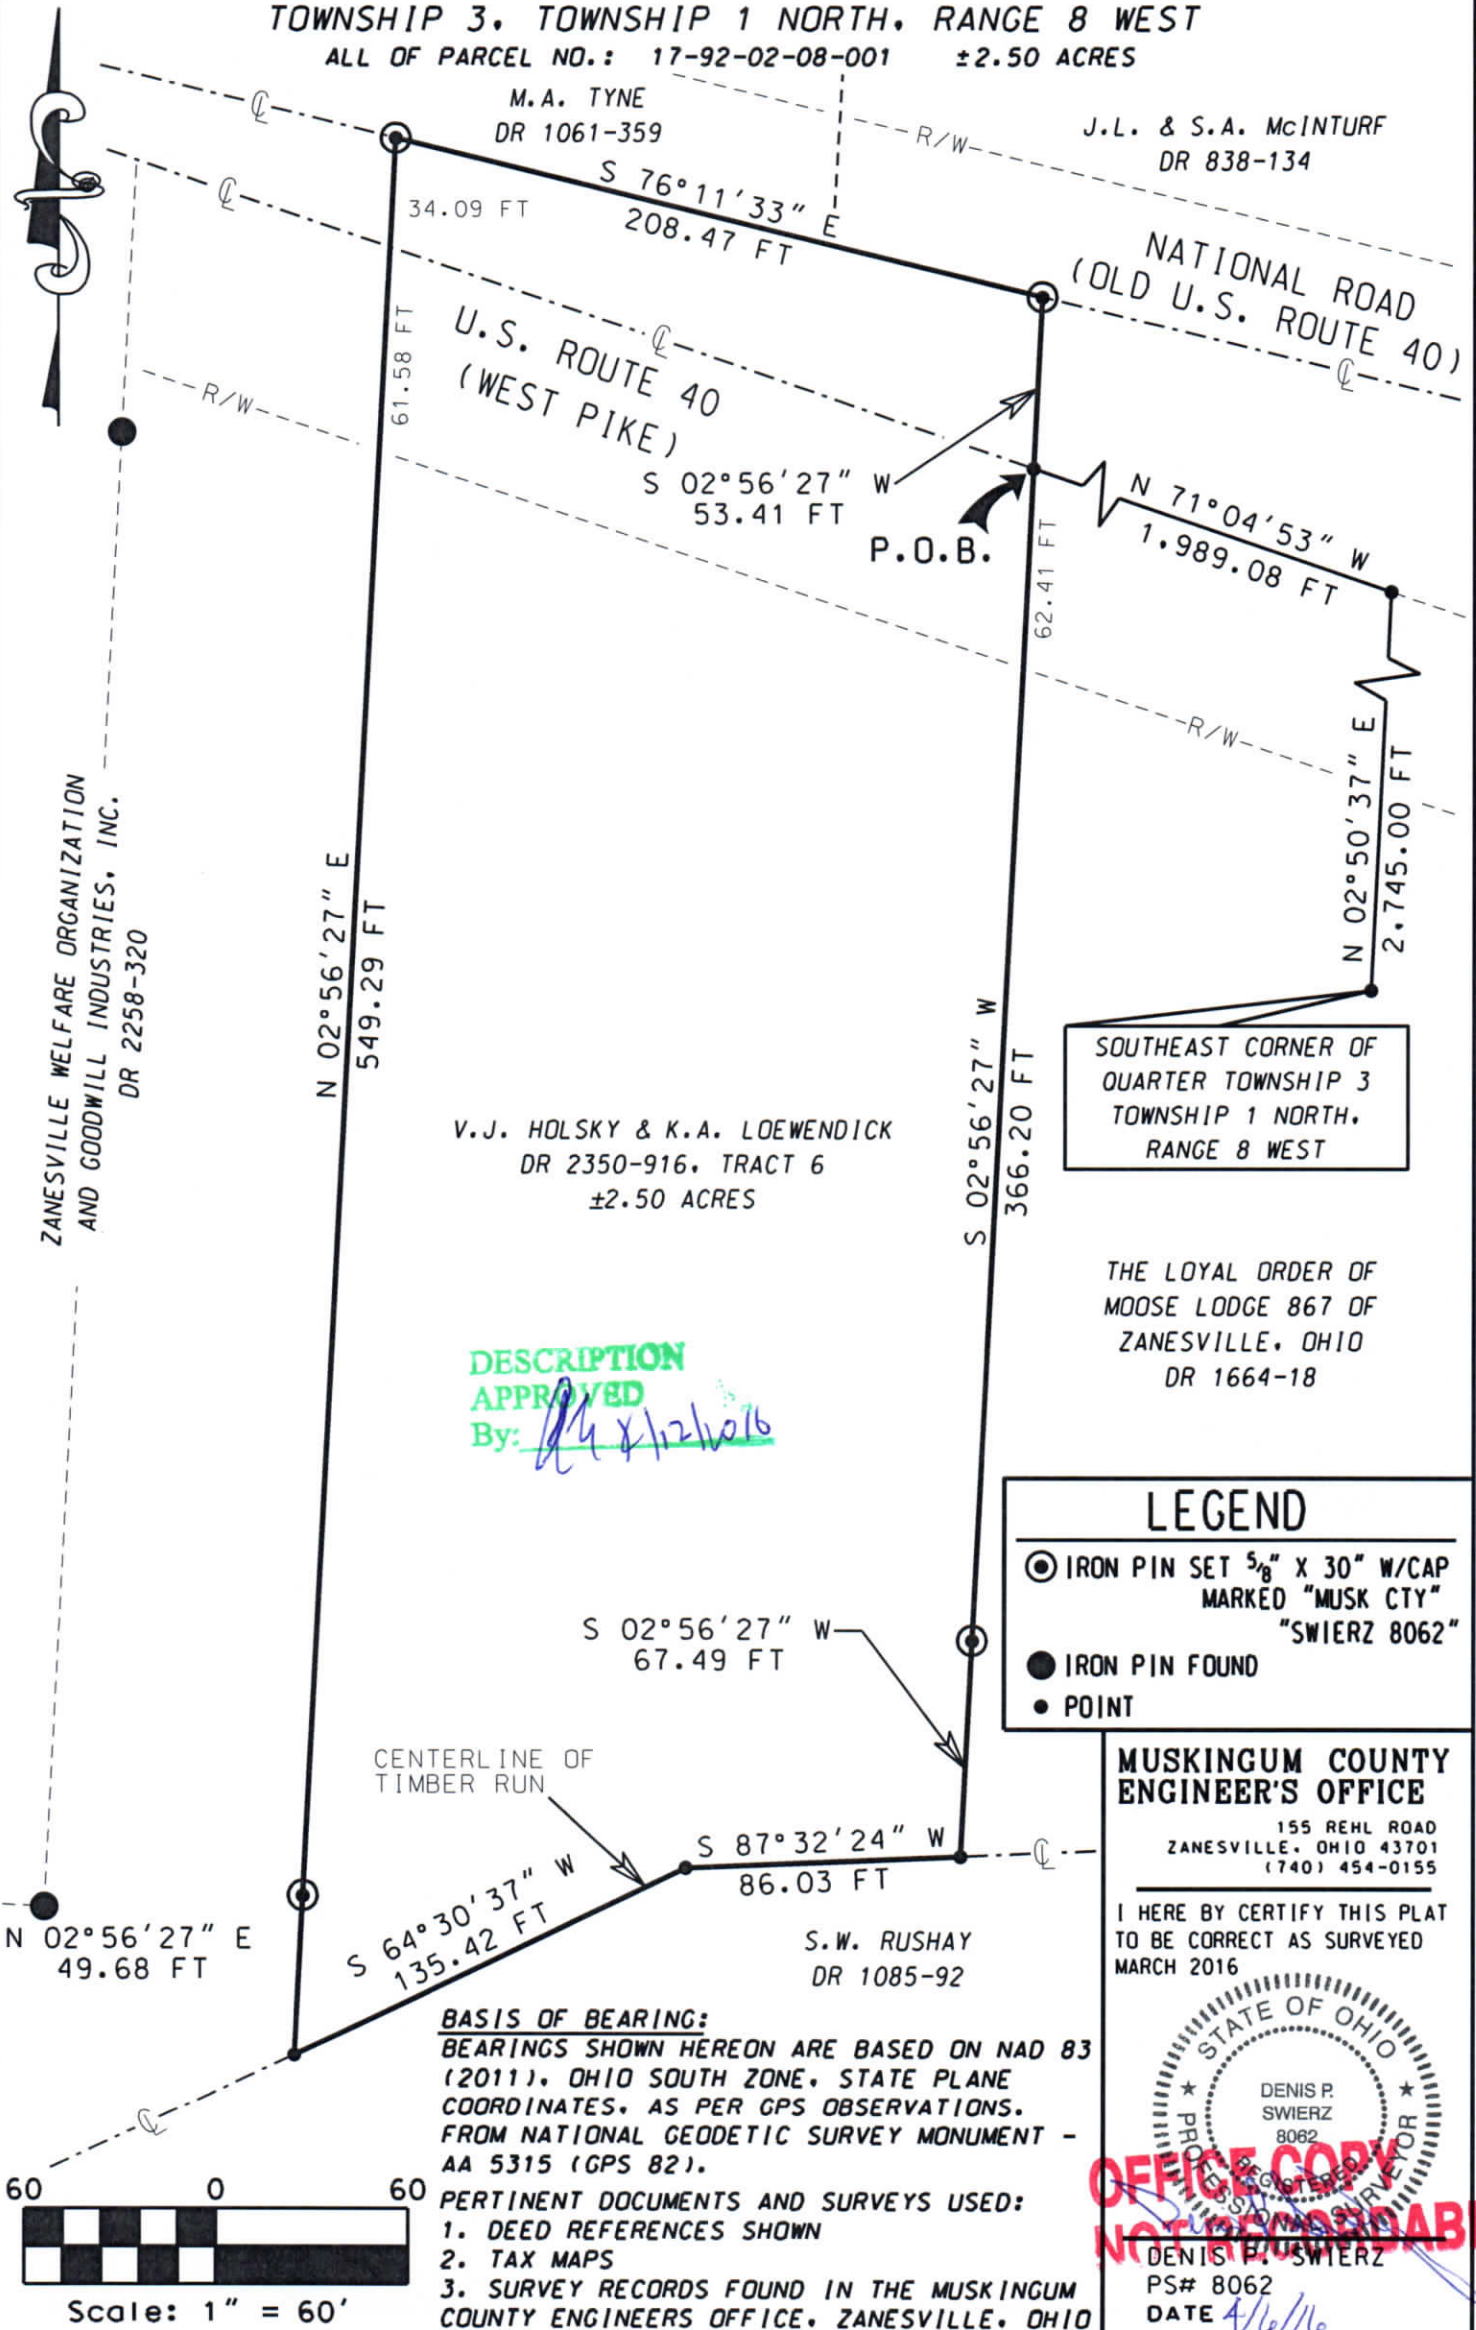 TOWNSHIP 3, TOWNSHIP 1 NORTH, RANGE 8 WEST
ALL OF PARCEL NO.: 17-92-02-08-001 ±2.50 ACRES
M.A. TYNE
DR 1061-359
J.L. & S.A. McINTURF
DR 838-134
R/W
S 76°11'33" E
208.47 FT
34.09 FT
NATIONAL ROAD
(OLD U.S. ROUTE 40)
61.58 FT
U.S. ROUTE 40
(WEST PIKE)
R/W
S 02°56'27" W
53.41 FT
P.O.B.
62.41 FT
N 71°04'53" W
1,989.08 FT
R/W
N 02°50'37" E
2,745.00 FT
SOUTHEAST CORNER OF
QUARTER TOWNSHIP 3
TOWNSHIP 1 NORTH,
RANGE 8 WEST
ZANESVILLE WELFARE ORGANIZATION
AND GOODWILL INDUSTRIES, INC.
DR 2258-320
N 02°56'27" E
549.29 FT
S 02°56'27" W
366.20 FT
V.J. HOLSKY & K.A. LOEWENDICK
DR 2350-916, TRACT 6
±2.50 ACRES
THE LOYAL ORDER OF
MOOSE LODGE 867 OF
ZANESVILLE, OHIO
DR 1664-18
DESCRIPTION
APPROVED
By:
LEGEND
IRON PIN SET 5/8" X 30" W/CAP
MARKED "MUSK CTY"
"SWIERZ 8062"
IRON PIN FOUND
POINT
S 02°56'27" W
67.49 FT
CENTERLINE OF
TIMBER RUN
S 87°32'24" W
86.03 FT
S 64°30'37" W
135.42 FT
N 02°56'27" E
49.68 FT
S.W. RUSHAY
DR 1085-92
MUSKINGUM COUNTY
ENGINEER'S OFFICE
155 REHL ROAD
ZANESVILLE, OHIO 43701
(740) 454-0155
I HERE BY CERTIFY THIS PLAT
TO BE CORRECT AS SURVEYED
MARCH 2016
STATE OF OHIO
DENIS P.
SWIERZ
8062
REGISTERED
PROFESSIONAL SURVEYOR
OFFICE COPY
NOT
DENIS P. SWIERZ
PS# 8062
DATE 4/6/16
BASIS OF BEARING:
BEARINGS SHOWN HEREON ARE BASED ON NAD 83
(2011), OHIO SOUTH ZONE, STATE PLANE
COORDINATES, AS PER GPS OBSERVATIONS,
FROM NATIONAL GEODETIC SURVEY MONUMENT -
AA 5315 (GPS 82).
PERTINENT DOCUMENTS AND SURVEYS USED:
1. DEED REFERENCES SHOWN
2. TAX MAPS
3. SURVEY RECORDS FOUND IN THE MUSKINGUM
COUNTY ENGINEERS OFFICE, ZANESVILLE, OHIO
60 0 60
Scale: 1" = 60'